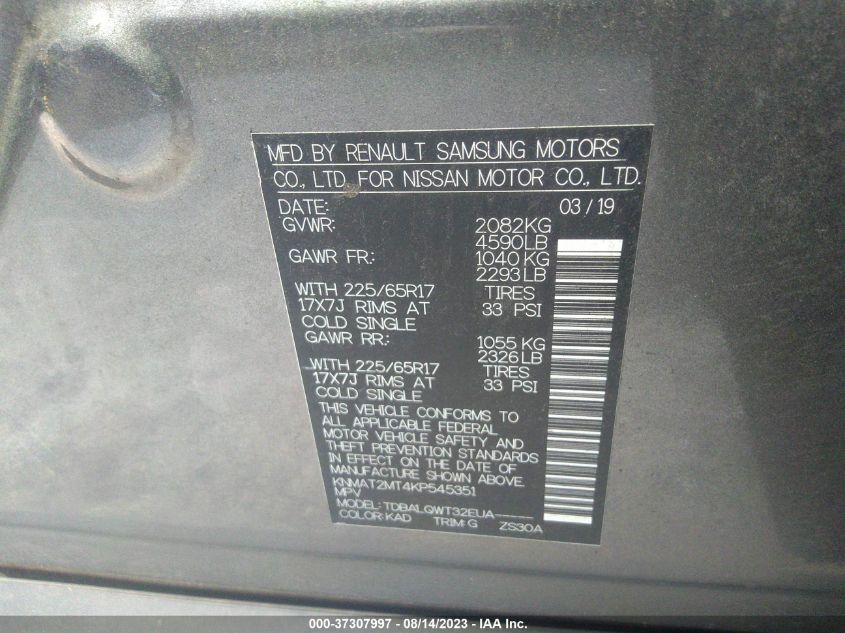 MFD BY RENAULT SAMSUNG MOTORS
CO., LTD. FOR NISSAN MOTOR CO., LTD.
DATE: 03/19
GVWR: 2082KG
4590LB
GAWR FR.: 1040KG
2293LB
WITH 225/65R17 TIRES
17X7J RIMS AT 33 PSI
COLD SINGLE
GAWR RR.: 1055KG
2326LB
WITH 225/65R17 TIRES
17X7J RIMS AT 33 PSI
COLD SINGLE
THIS VEHICLE CONFORMS TO
ALL APPLICABLE FEDERAL
MOTOR VEHICLE SAFETY AND
THEFT PREVENTION STANDARDS
IN EFFECT ON THE DATE OF
MANUFACTURE SHOWN ABOVE.
KNMAT2MT4KP545351
MPV
MODEL: TDBALQWT32EUA-----
COLOR: KAD TRIM: G ZS30A
000-37307997 - 08/14/2023 - IAA Inc.